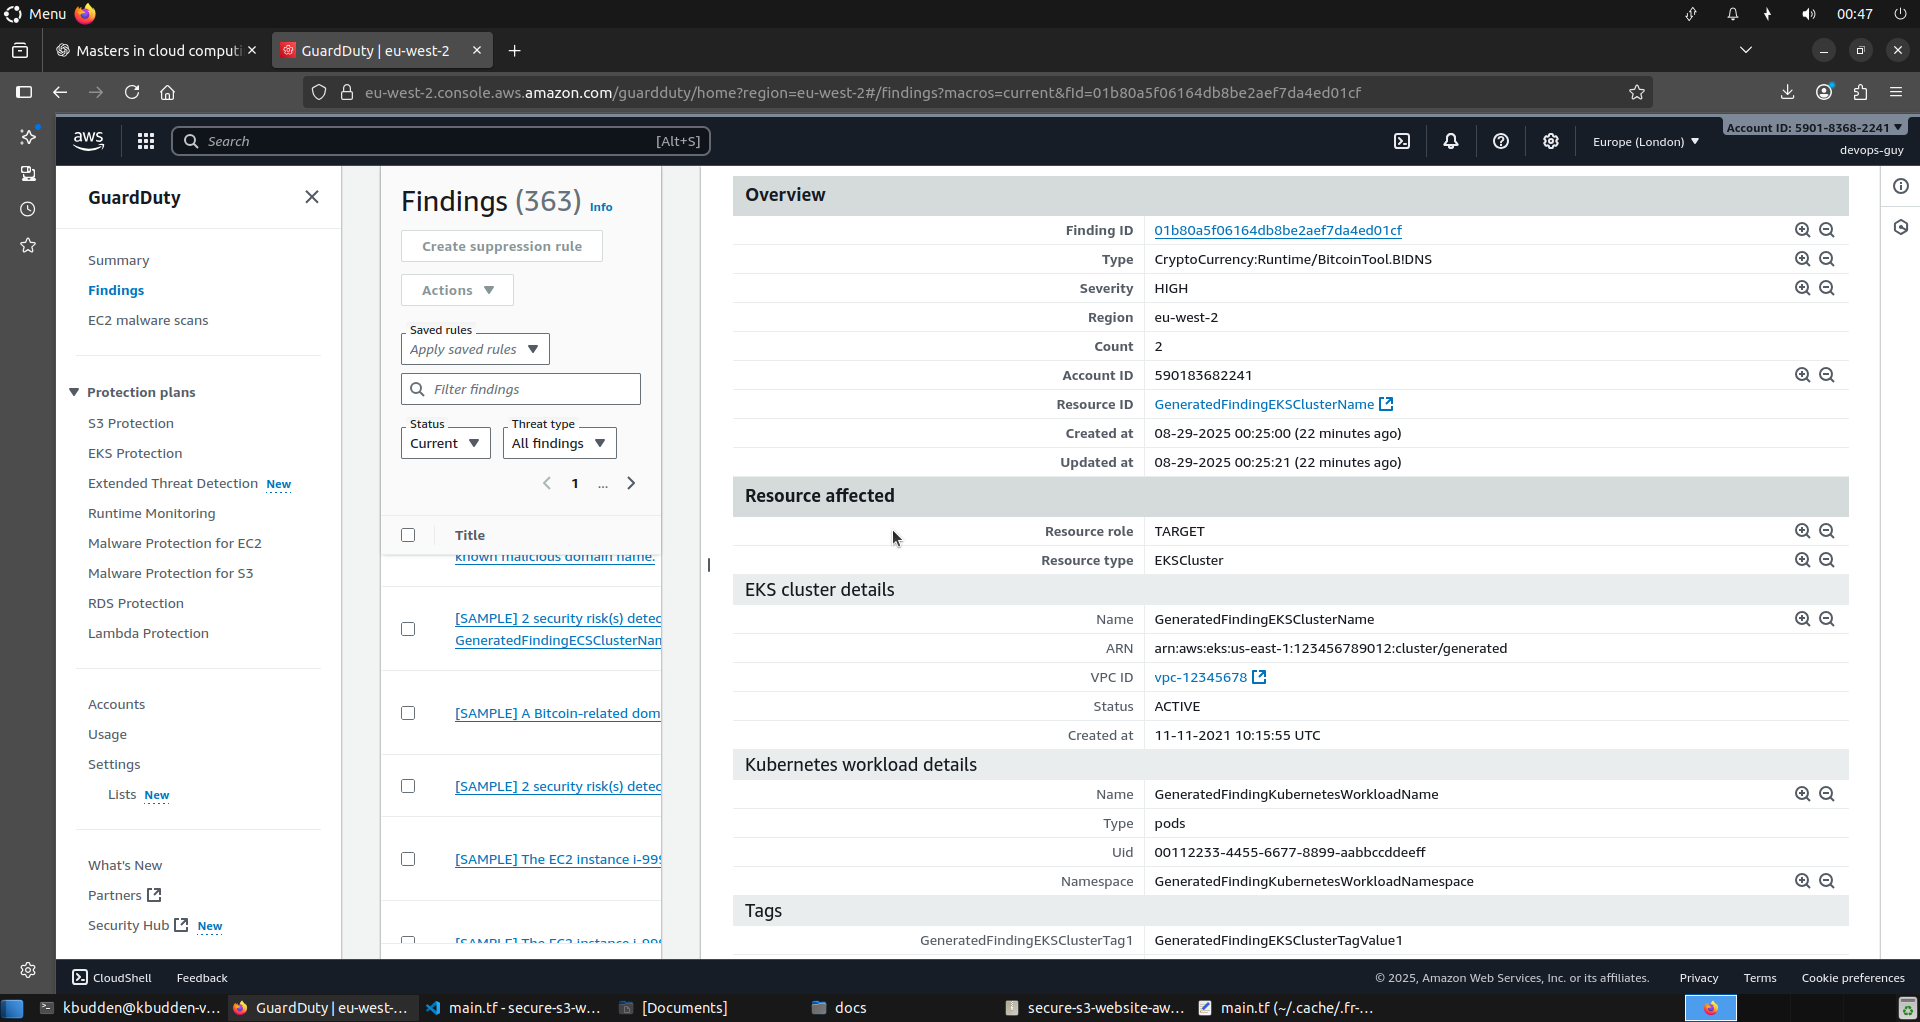 Menu
00:47
Masters in cloud computi
GuardDuty | eu-west-2
eu-west-2.console.aws.amazon.com/guardduty/home?region=eu-west-2#/findings?macros=current&fId=01b80a5f06164db8be2aef7da4ed01cf
aws
Search
[Alt+S]
Europe (London)
Account ID: 5901-8368-2241
devops-guy
GuardDuty
Summary
Findings
EC2 malware scans
Protection plans
S3 Protection
EKS Protection
Extended Threat Detection New
Runtime Monitoring
Malware Protection for EC2
Malware Protection for S3
RDS Protection
Lambda Protection
Accounts
Usage
Settings
Lists New
What's New
Partners
Security Hub New
Findings (363) Info
Create suppression rule
Actions
Saved rules
Apply saved rules
Filter findings
Status
Current
Threat type
All findings
1 ...
Title
known malicious domain name.
[SAMPLE] 2 security risk(s) detec
GeneratedFindingECSClusterNam
[SAMPLE] A Bitcoin-related dom
[SAMPLE] 2 security risk(s) detec
[SAMPLE] The EC2 instance i-999
[SAMPLE] The EC2 instance i-999
Overview
Finding ID 01b80a5f06164db8be2aef7da4ed01cf
Type CryptoCurrency:Runtime/BitcoinTool.B!DNS
Severity HIGH
Region eu-west-2
Count 2
Account ID 590183682241
Resource ID GeneratedFindingEKSClusterName
Created at 08-29-2025 00:25:00 (22 minutes ago)
Updated at 08-29-2025 00:25:21 (22 minutes ago)
Resource affected
Resource role TARGET
Resource type EKSCluster
EKS cluster details
Name GeneratedFindingEKSClusterName
ARN arn:aws:eks:us-east-1:123456789012:cluster/generated
VPC ID vpc-12345678
Status ACTIVE
Created at 11-11-2021 10:15:55 UTC
Kubernetes workload details
Name GeneratedFindingKubernetesWorkloadName
Type pods
Uid 00112233-4455-6677-8899-aabbccddeeff
Namespace GeneratedFindingKubernetesWorkloadNamespace
Tags
GeneratedFindingEKSClusterTag1 GeneratedFindingEKSClusterTagValue1
CloudShell
Feedback
© 2025, Amazon Web Services, Inc. or its affiliates.
Privacy
Terms
Cookie preferences
kbudden@kbudden-v...
GuardDuty | eu-west-...
main.tf - secure-s3-w...
[Documents]
docs
secure-s3-website-aw...
main.tf (~/.cache/.fr-...